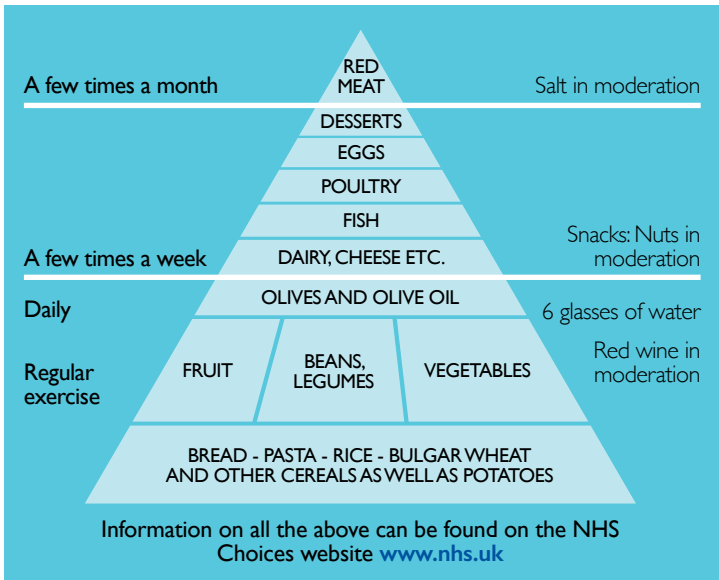 RED
MEAT
A few times a month
Salt in moderation
DESSERTS
EGGS
POULTRY
FISH
Snacks: Nuts in
moderation
A few times a week
DAIRY, CHEESE ETC.
Daily
OLIVES AND OLIVE OIL
6 glasses of water
Regular
exercise
FRUIT
BEANS,
LEGUMES
VEGETABLES
Red wine in
moderation
BREAD - PASTA - RICE - BULGAR WHEAT
AND OTHER CEREALS AS WELL AS POTATOES
Information on all the above can be found on the NHS
Choices website www.nhs.uk